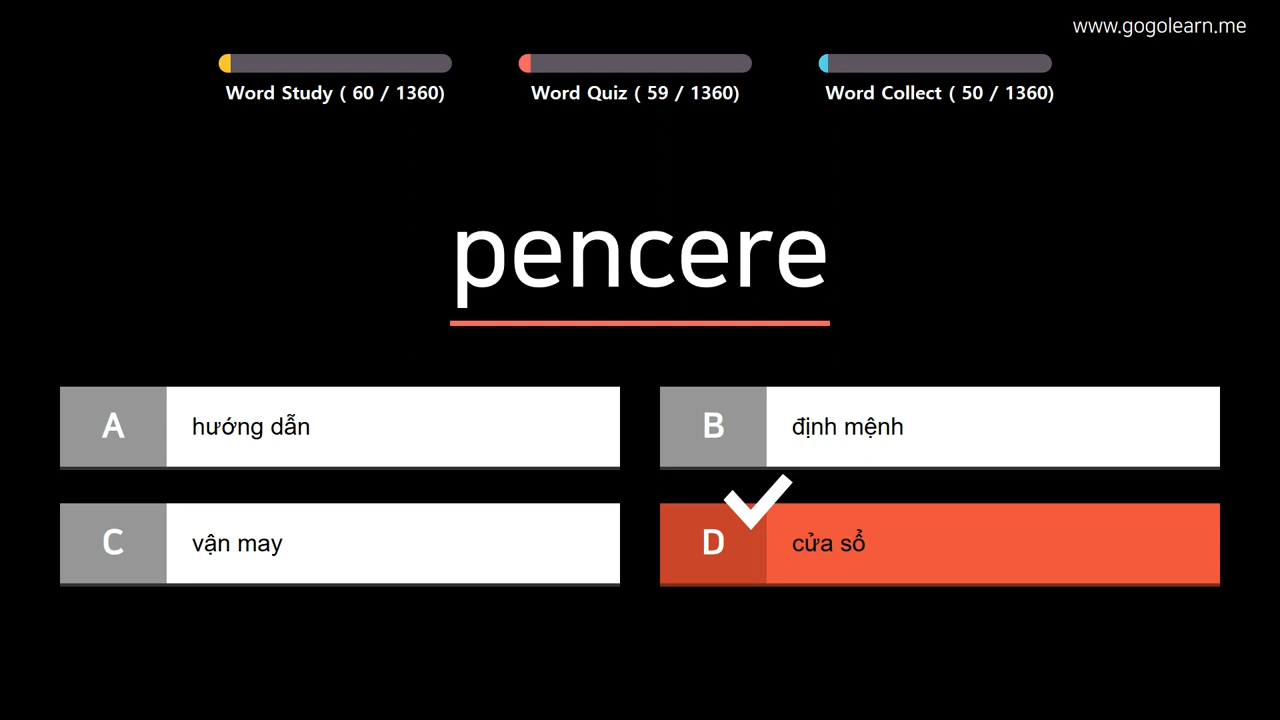 www.gogolearn.me
Word Study ( 60 / 1360)
Word Quiz ( 59 / 1360)
Word Collect ( 50 / 1360)
pencere
A hướng dẫn
B định mệnh
C vận may
D cửa sổ